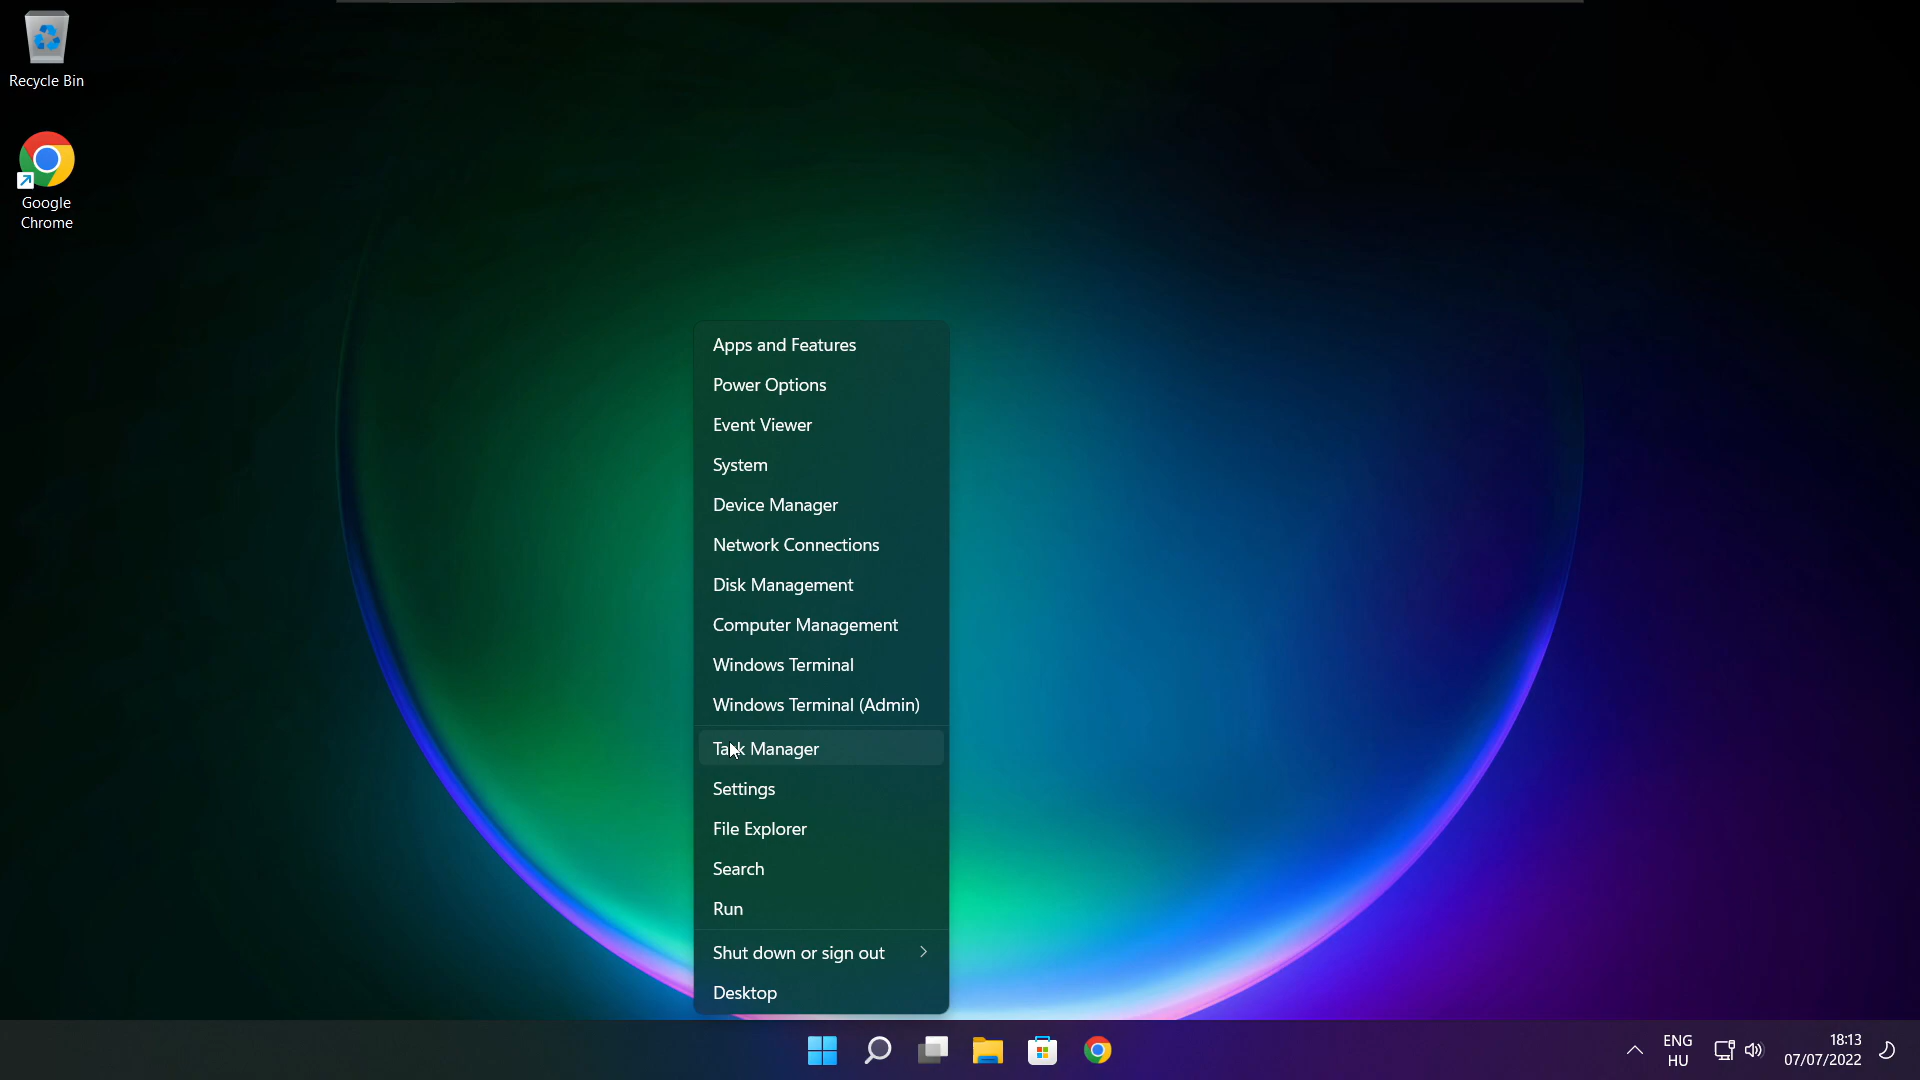 Recycle Bin
Google
Chrome
Apps and Features
Power Options
Event Viewer
System
Device Manager
Network Connections
Disk Management
Computer Management
Windows Terminal
Windows Terminal (Admin)
Task Manager
Settings
File Explorer
Search
Run
Shut down or sign out
Desktop
ENG
HU
18:13
07/07/2022